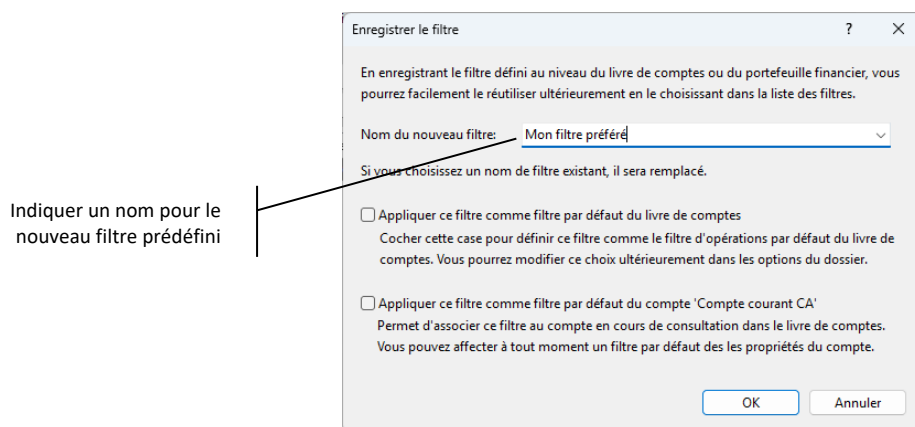 Enregistrer le filtre
En enregistrant le filtre défini au niveau du livre de comptes ou du portefeuille financier, vous
pourrez facilement le réutiliser ultérieurement en le choisissant dans la liste des filtres.
Nom du nouveau filtre: Mon filtre préféré
Si vous choisissez un nom de filtre existant, il sera remplacé.
Indiquer un nom pour le
nouveau filtre prédéfini
Appliquer ce filtre comme filtre par défaut du livre de comptes
Cocher cette case pour définir ce filtre comme le filtre d'opérations par défaut du livre de
comptes. Vous pourrez modifier ce choix ultérieurement dans les options du dossier.
Appliquer ce filtre comme filtre par défaut du compte 'Compte courant CA'
Permet d'associer ce filtre au compte en cours de consultation dans le livre de comptes.
Vous pouvez affecter à tout moment un filtre par défaut des les propriétés du compte.
OK Annuler